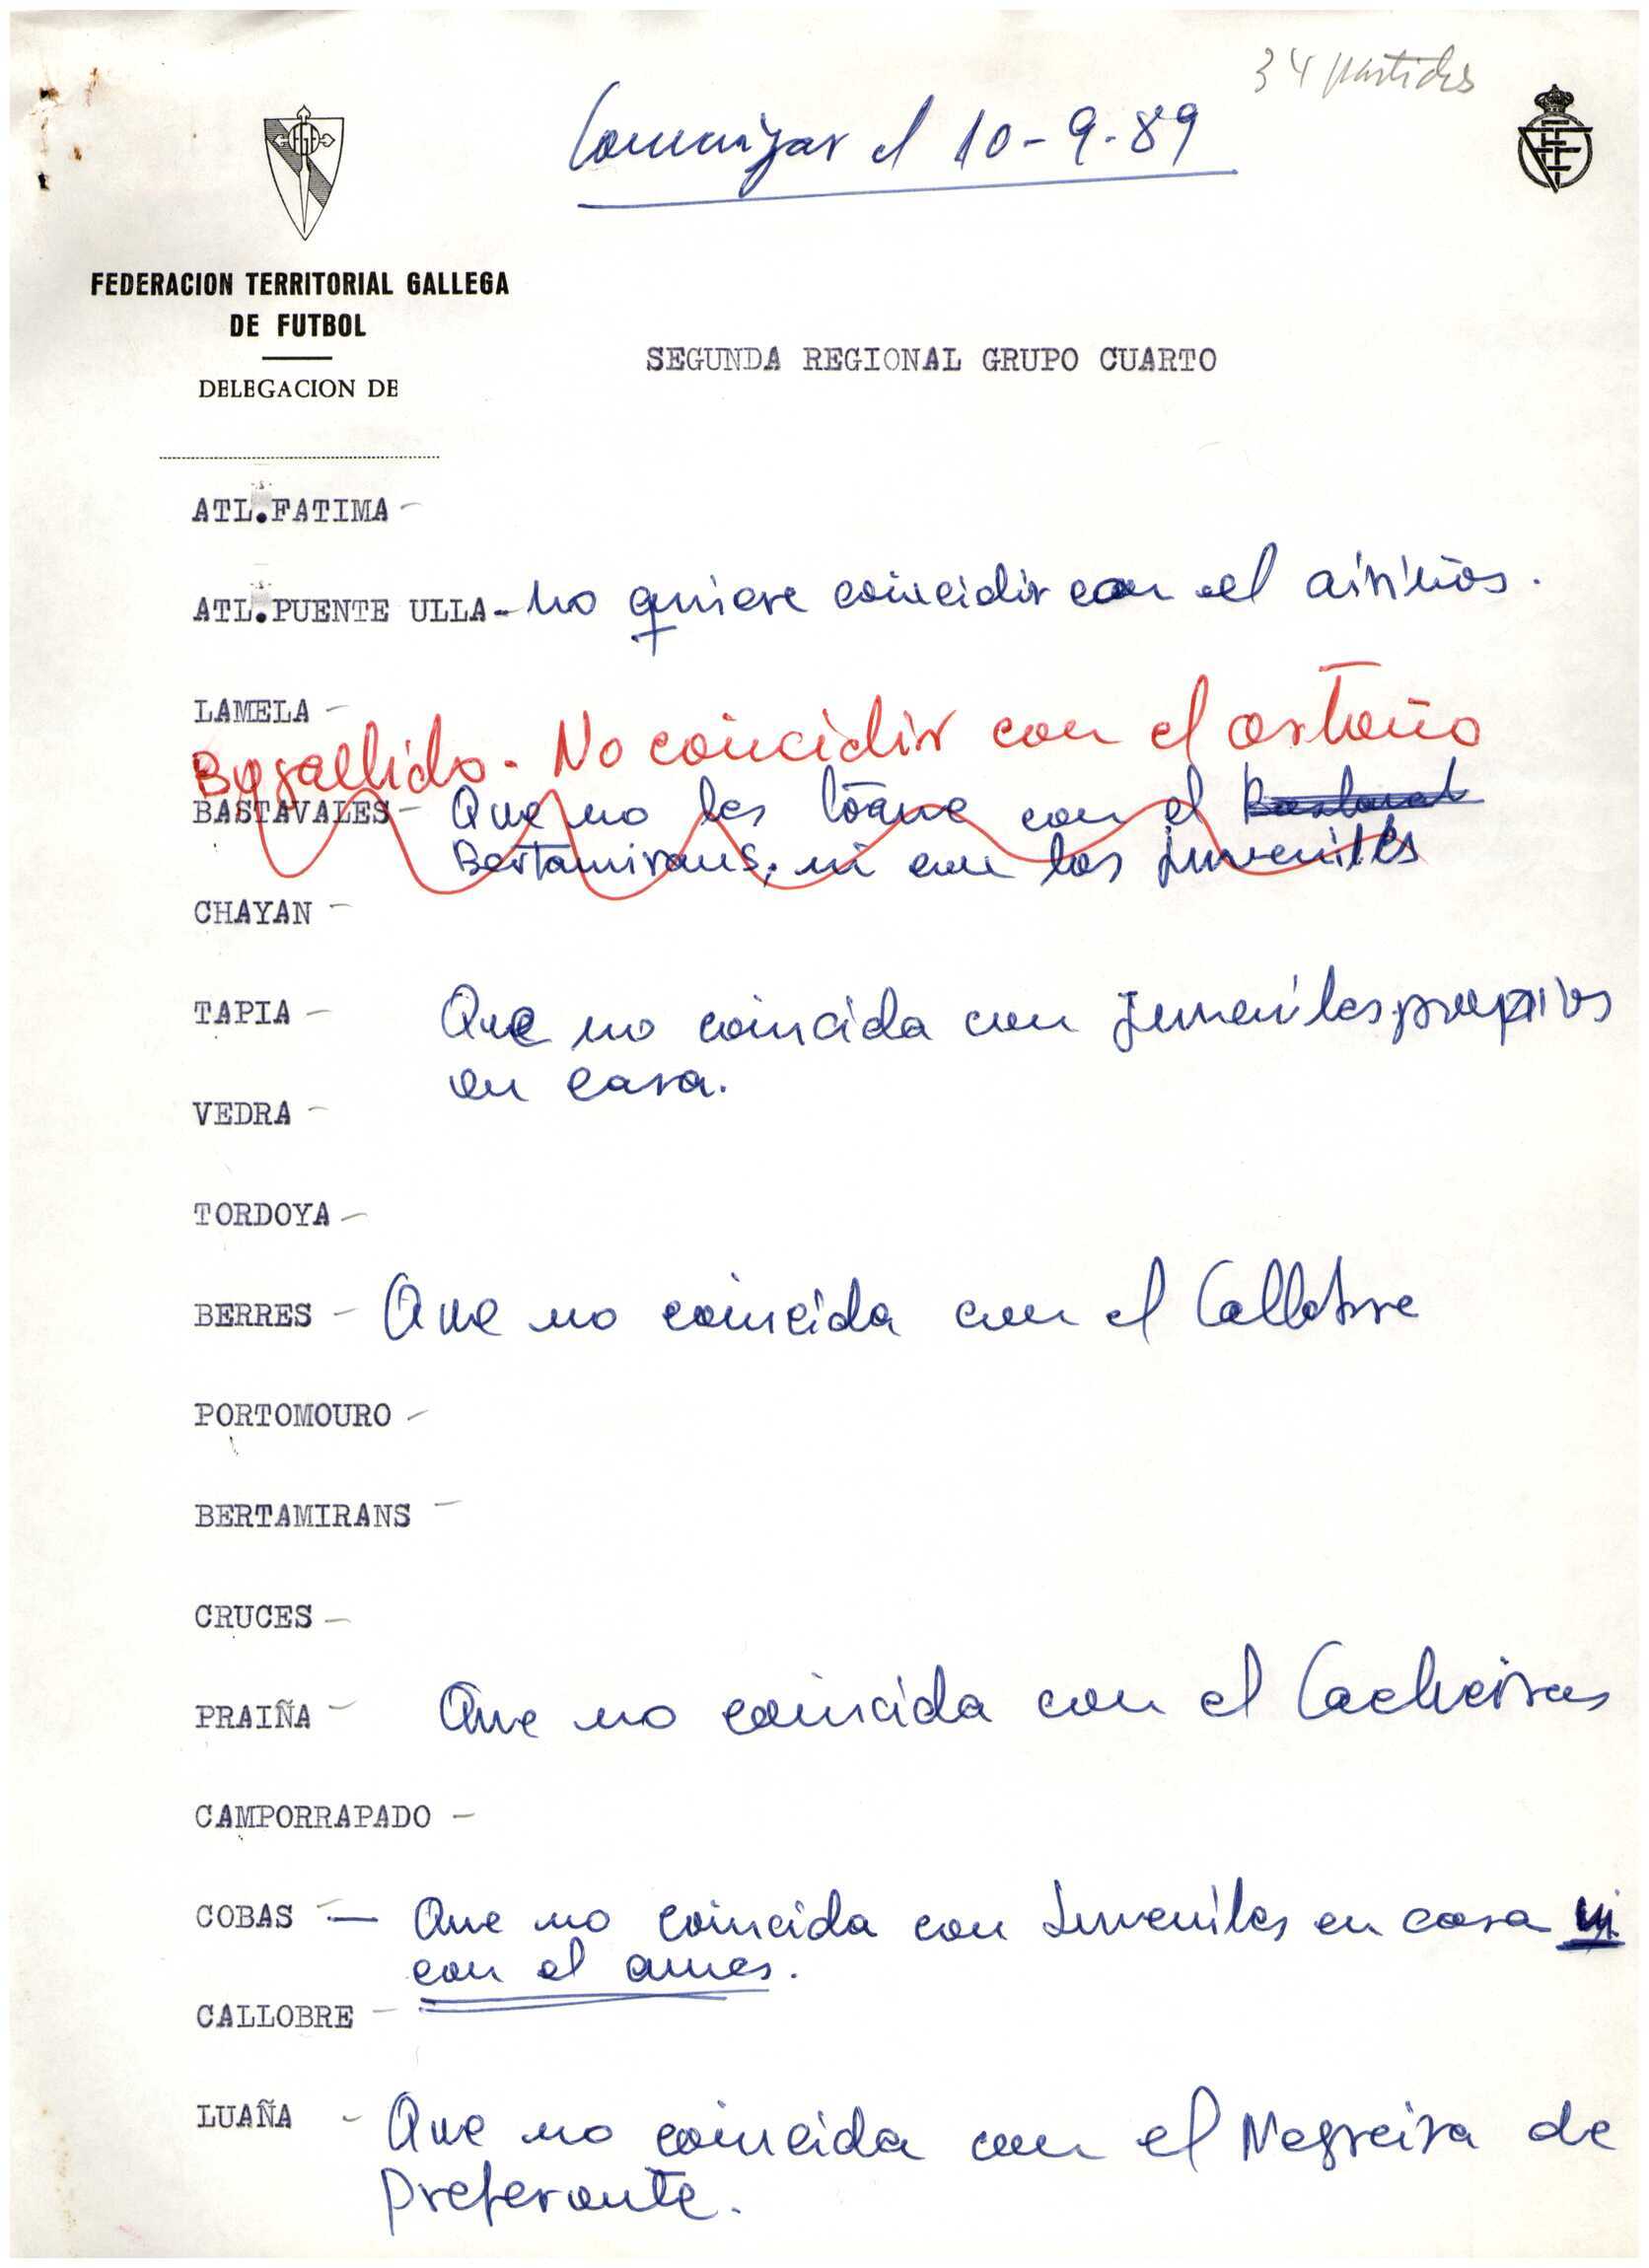 34 partidos
Comenzar el 10-9-89
FEDERACION TERRITORIAL GALLEGA
DE FUTBOL
DELEGACION DE
SEGUNDA REGIONAL GRUPO CUARTO
ATL.FATIMA -
ATL.PUENTE ULLA - no quiere coincidir con el airiños.
LAMELA -
Bugallido. - No coincidir con el ortoño
BASTAVALES - Que no les toque con el
Bertamirans, ni con los juveniles
CHAYAN -
TAPIA - Que no coincida con juveniles propios
en casa.
VEDRA -
TORDOYA -
BERRES - Que no coincida con el Callobre
PORTOMOURO -
BERTAMIRANS -
CRUCES -
PRAIÑA - Que no coincida con el Cacheiras
CAMPORRAPADO -
COBAS - Que no coincida con Juveniles en casa ni
con el ames.
CALLOBRE -
LUAÑA - Que no coincida con el Negreira de
Preferente.